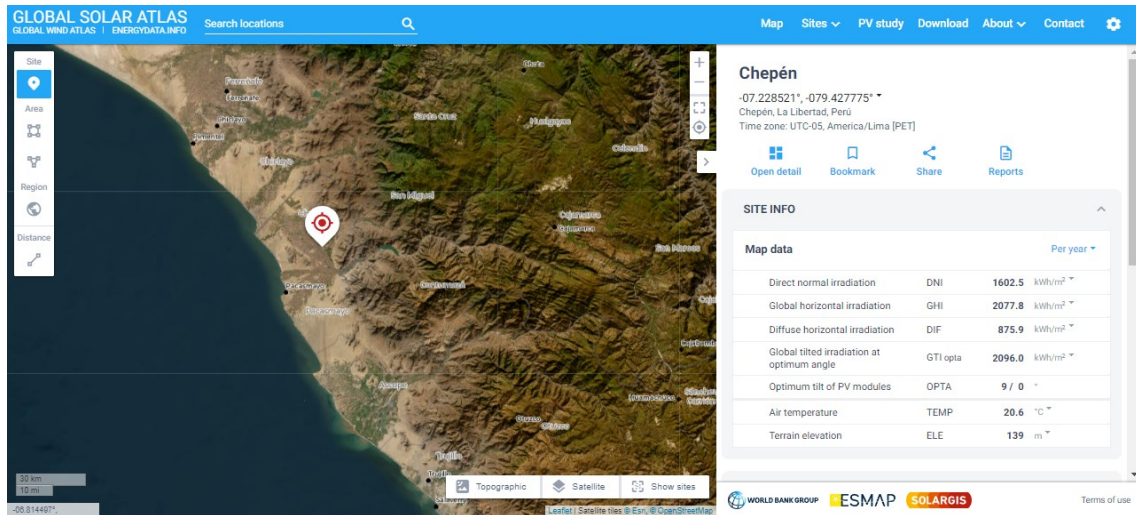 GLOBAL SOLAR ATLAS
GLOBAL WIND ATLAS | ENERGYDATA.INFO
Search locations
Map Sites PV study Download About Contact
Site
Area
Region
Distance
Santa Cruz
Chiclayo
San Miguel
Cajamarca
San Marcos
Pacasmayo
Contumazá
Ascope
Trujillo
30 km
10 mi
-06.814497°,
Topographic Satellite Show sites
Leaflet | Satellite tiles © Esri, © OpenStreetMap
Chepén
-07.228521°, -079.427775°
Chepén, La Libertad, Perú
Time zone: UTC-05, America/Lima [PET]
Open detail Bookmark Share Reports
SITE INFO
Map data Per year
Direct normal irradiation DNI 1602.5 kWh/m²
Global horizontal irradiation GHI 2077.8 kWh/m²
Diffuse horizontal irradiation DIF 875.9 kWh/m²
Global tilted irradiation at
optimum angle GTI opta 2096.0 kWh/m²
Optimum tilt of PV modules OPTA 9 / 0 °
Air temperature TEMP 20.6 °C
Terrain elevation ELE 139 m
WORLD BANK GROUP ESMAP SOLARGIS Terms of use